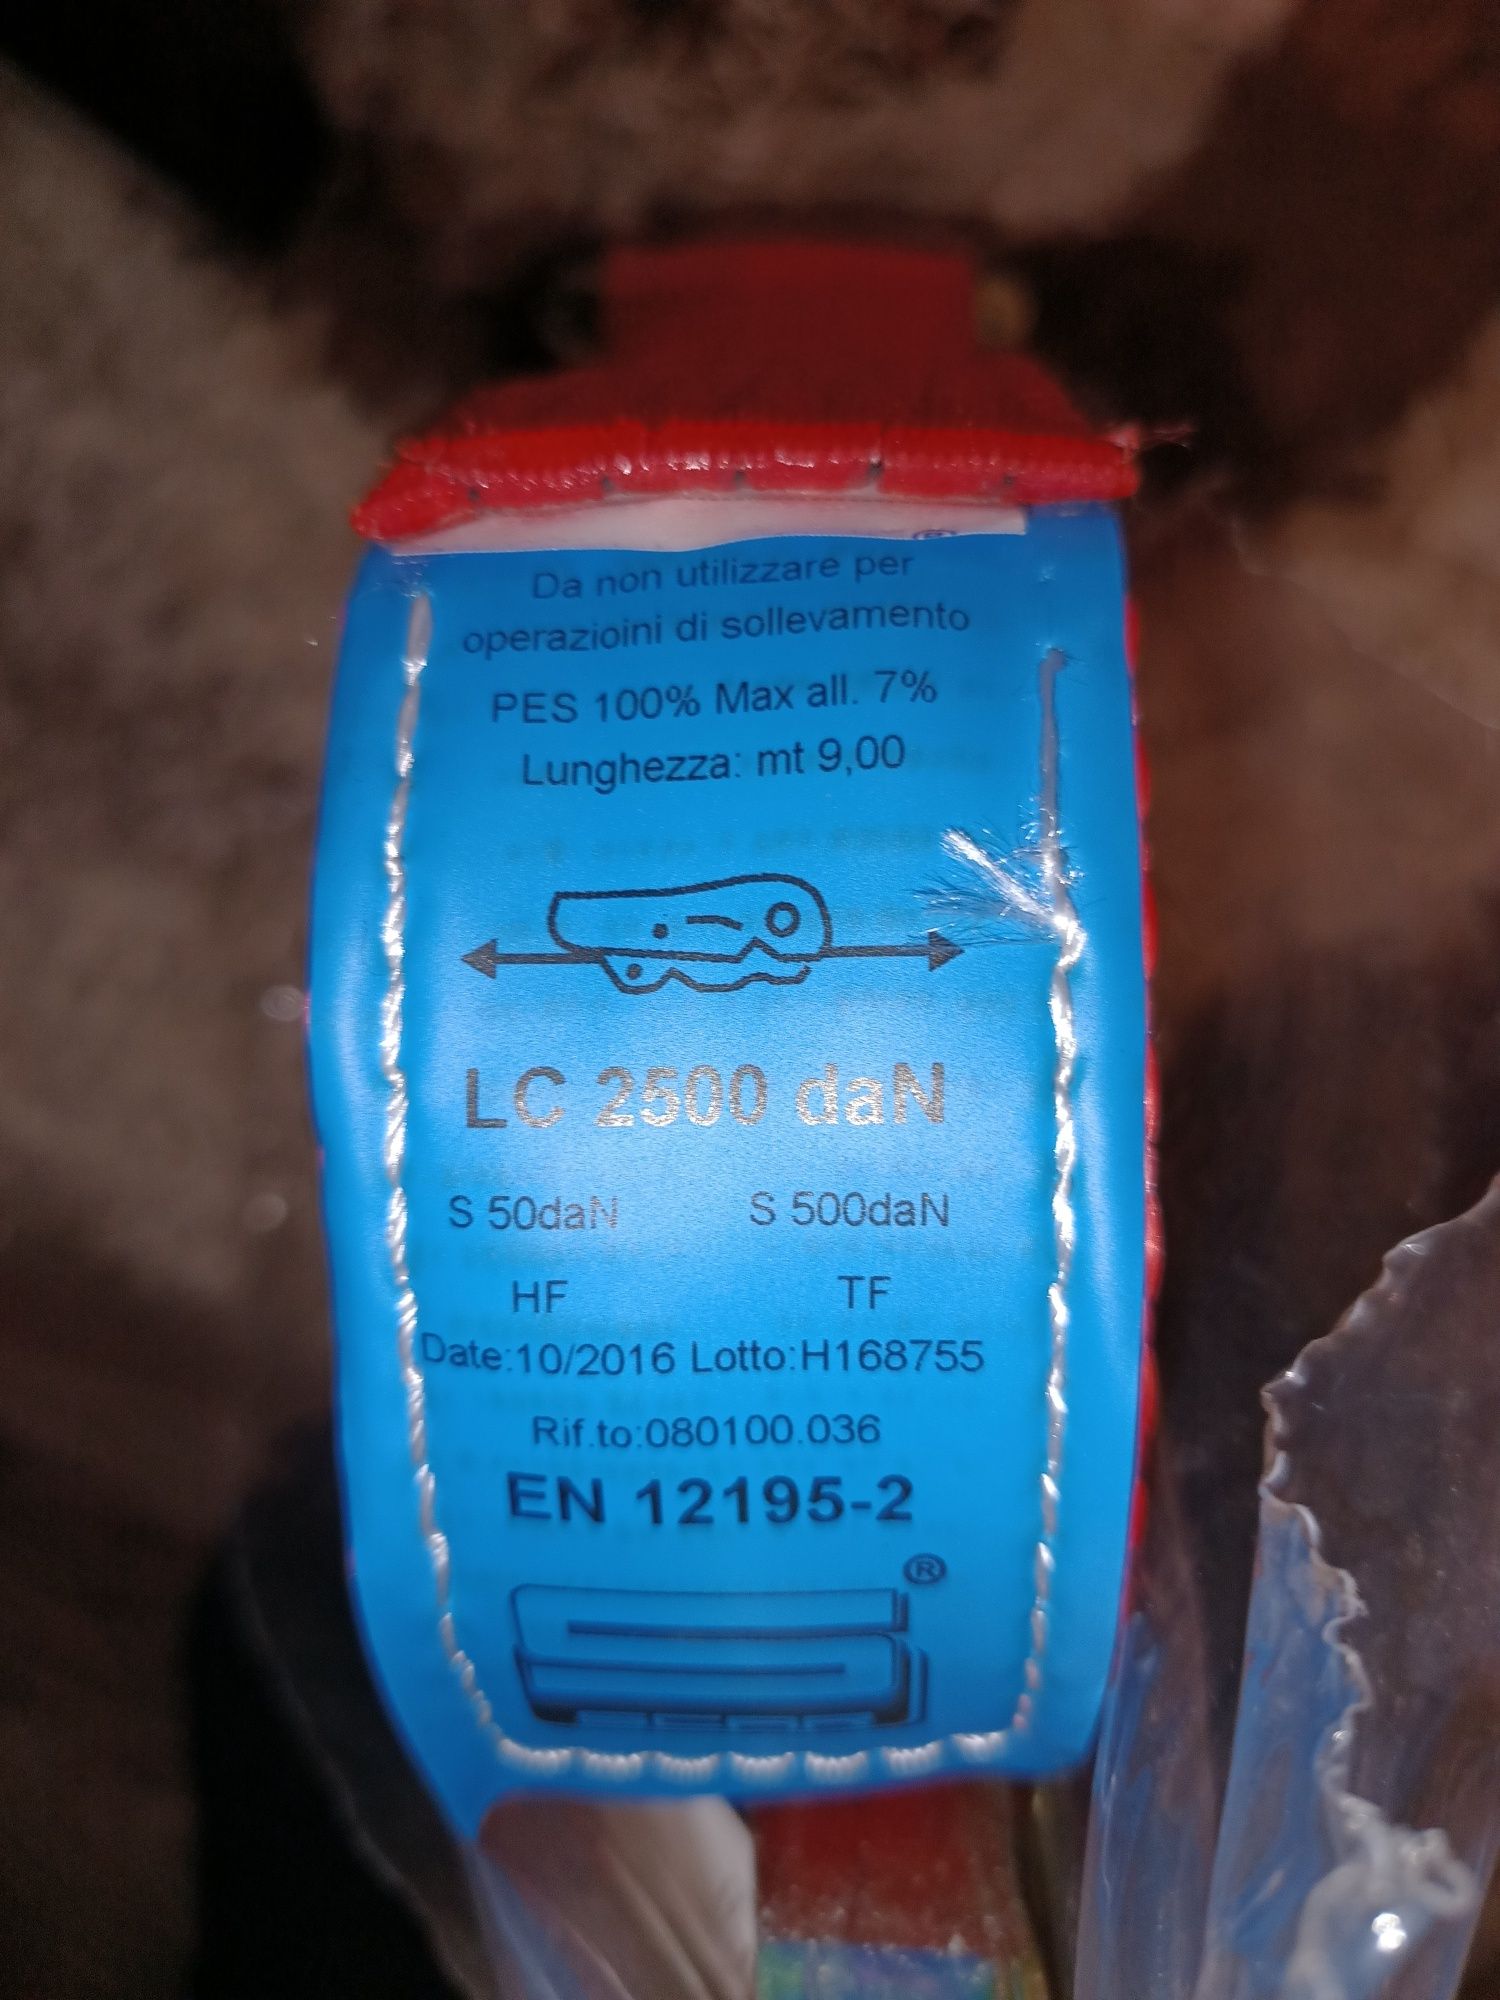 Da non utilizzare per
operazioini di sollevamento
PES 100% Max all. 7%
Lunghezza: mt 9,00
LC 2500 daN
S 50daN S 500daN
HF TF
Date:10/2016 Lotto:H168755
Rif.to:080100.036
EN 12195-2
®